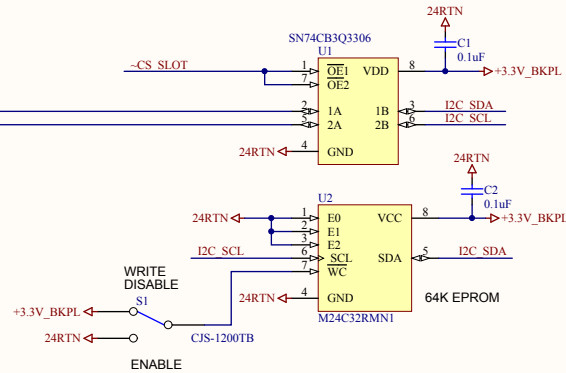 24RTN
SN74CB3Q3306
U1
C1
0.1uF
~CS_SLOT
1 OE1 VDD 8 +3.3V_BKPL
7 OE2
2 1A 1B 3 I2C_SDA
5 2A 2B 6 I2C_SCL
24RTN 4 GND
24RTN
C2
0.1uF
U2
24RTN 1 E0 VCC 8 +3.3V_BKPL
2 E1
3 E2
I2C_SCL 6 SCL SDA 5 I2C_SDA
7 WC
WRITE
DISABLE
24RTN 4 GND
64K EPROM
S1
+3.3V_BKPL
M24C32RMN1
24RTN
CJS-1200TB
ENABLE